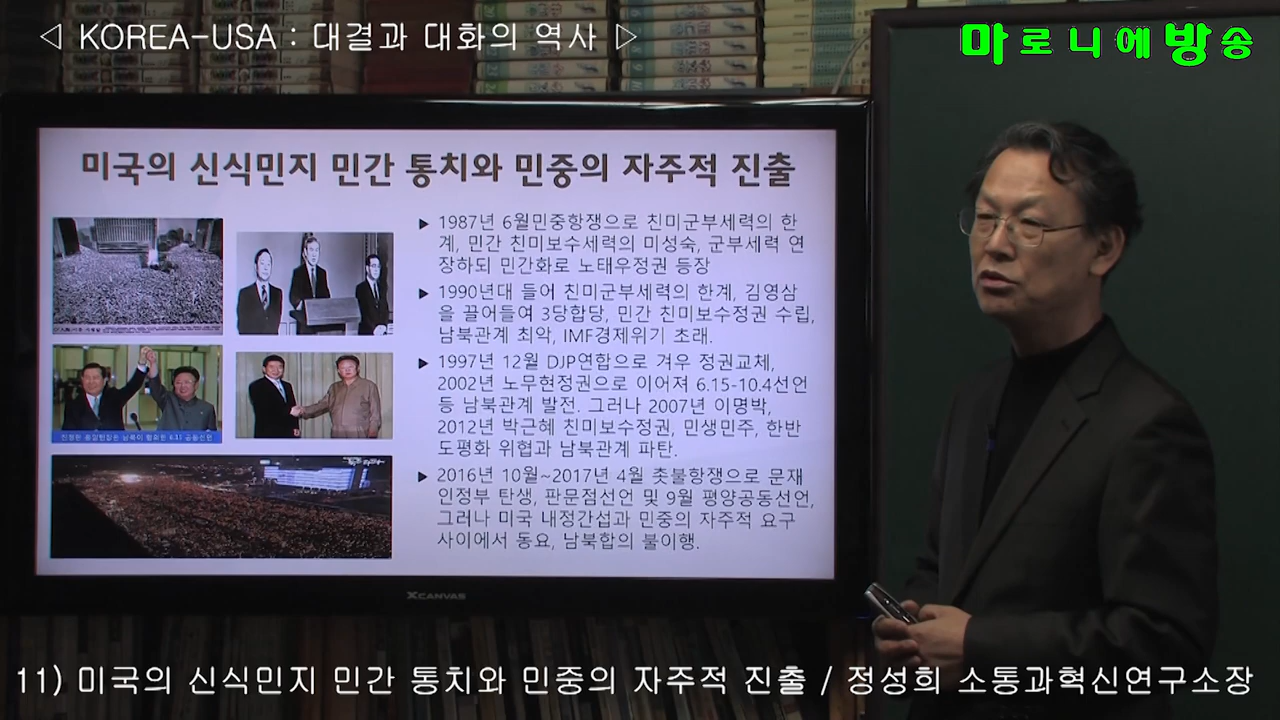 ◁ KOREA-USA : 대결과 대화의 역사 ▷
마로니에방송
미국의 신식민지 민간 통치와 민중의 자주적 진출
▶ 1987년 6월민중항쟁으로 친미군부세력의 한
계, 민간 친미보수세력의 미성숙, 군부세력 연
장하되 민간화로 노태우정권 등장
▶ 1990년대 들어 친미군부세력의 한계, 김영삼
을 끌어들여 3당합당, 민간 친미보수정권 수립,
남북관계 최악, IMF경제위기 초래.
▶ 1997년 12월 DJP연합으로 겨우 정권교체,
2002년 노무현정권으로 이어져 6.15-10.4선언
등 남북관계 발전. 그러나 2007년 이명박,
2012년 박근혜 친미보수정권, 민생민주, 한반
도평화 위협과 남북관계 파탄.
▶ 2016년 10월~2017년 4월 촛불항쟁으로 문재
인정부 탄생, 판문점선언 및 9월 평양공동선언,
그러나 미국 내정간섭과 민중의 자주적 요구
사이에서 동요, 남북합의 불이행.
XCANVAS
11) 미국의 신식민지 민간 통치와 민중의 자주적 진출 / 정성희 소통과혁신연구소장